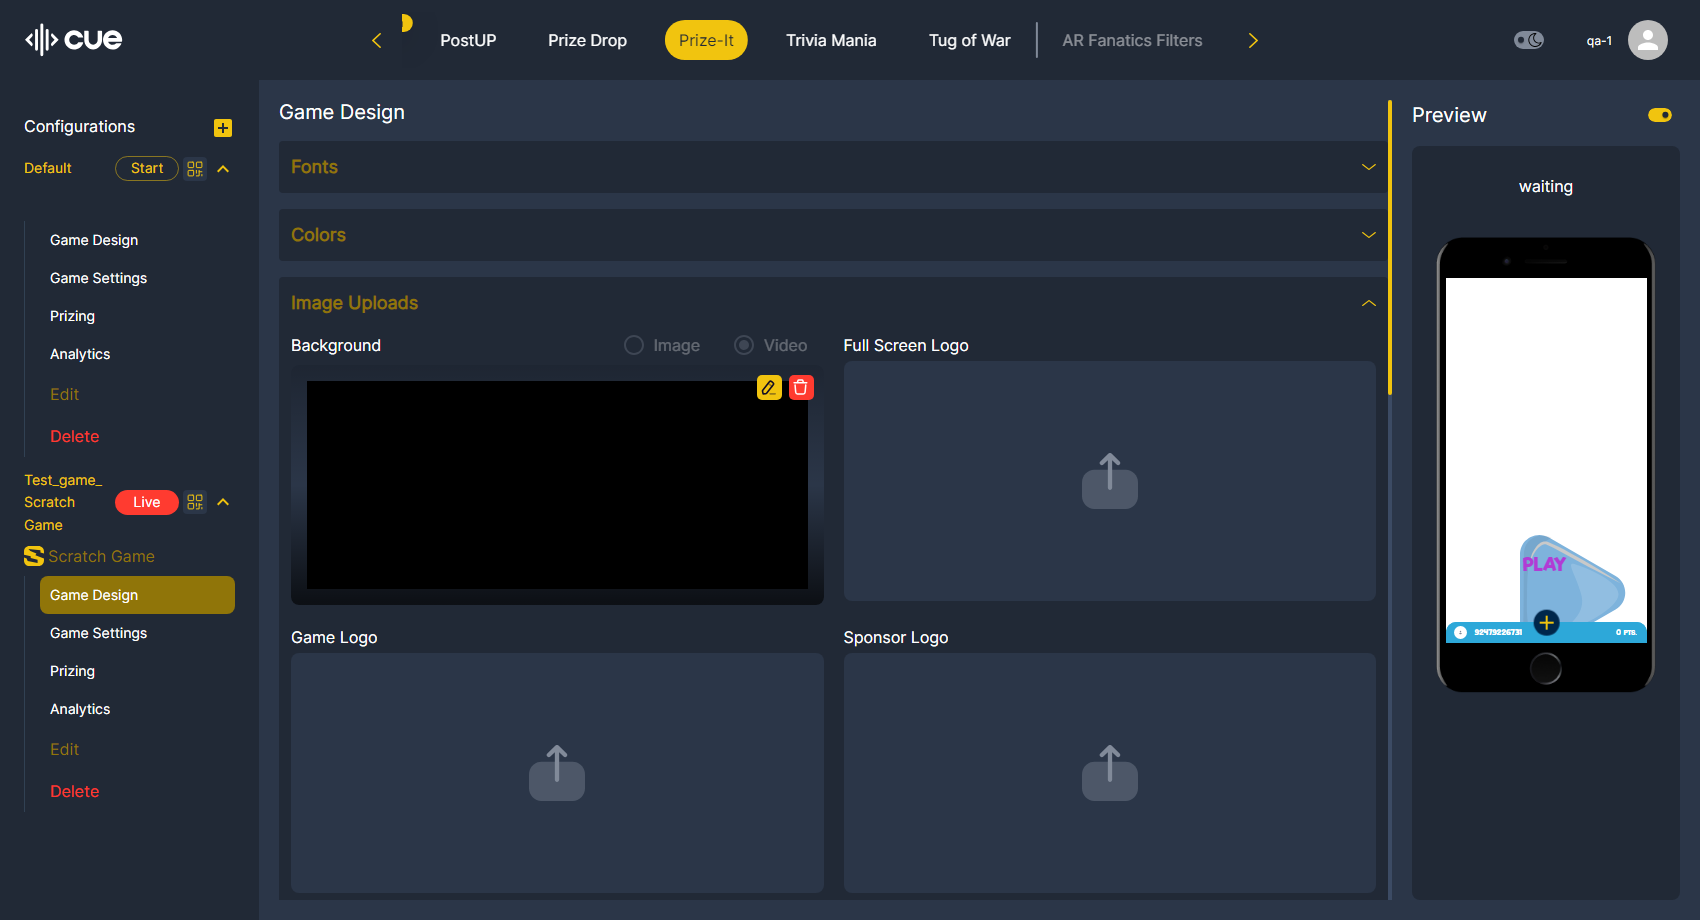 cue
PostUP
Prize Drop
Prize-It
Trivia Mania
Tug of War
AR Fanatics Filters
qa-1
Configurations
Default
Start
Game Design
Game Settings
Prizing
Analytics
Edit
Delete
Test_game_
Scratch
Game
Live
Scratch Game
Game Design
Game Settings
Prizing
Analytics
Edit
Delete
Game Design
Fonts
Colors
Image Uploads
Background
Image
Video
Full Screen Logo
Game Logo
Sponsor Logo
Preview
waiting
PLAY
92479226731
0 PTS.